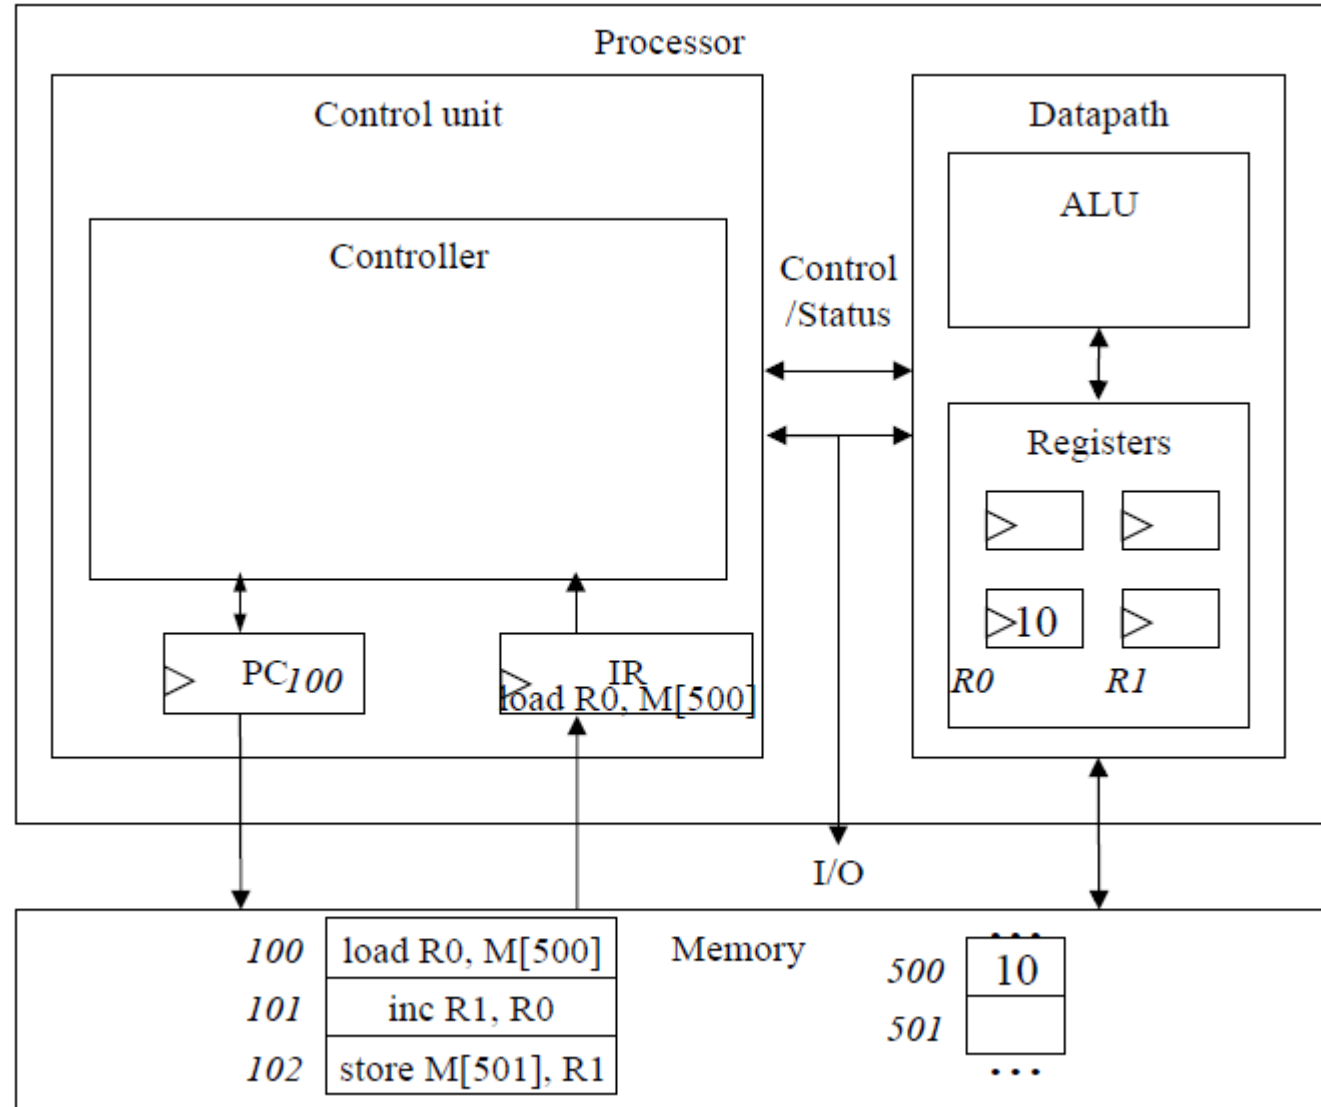 Processor
Control unit
Datapath
ALU
Controller
Control
/Status
Registers
10
R0
R1
PC
100
IR
load R0, M[500]
I/O
Memory
100
load R0, M[500]
101
inc R1, R0
102
store M[501], R1
...
500
10
501
...